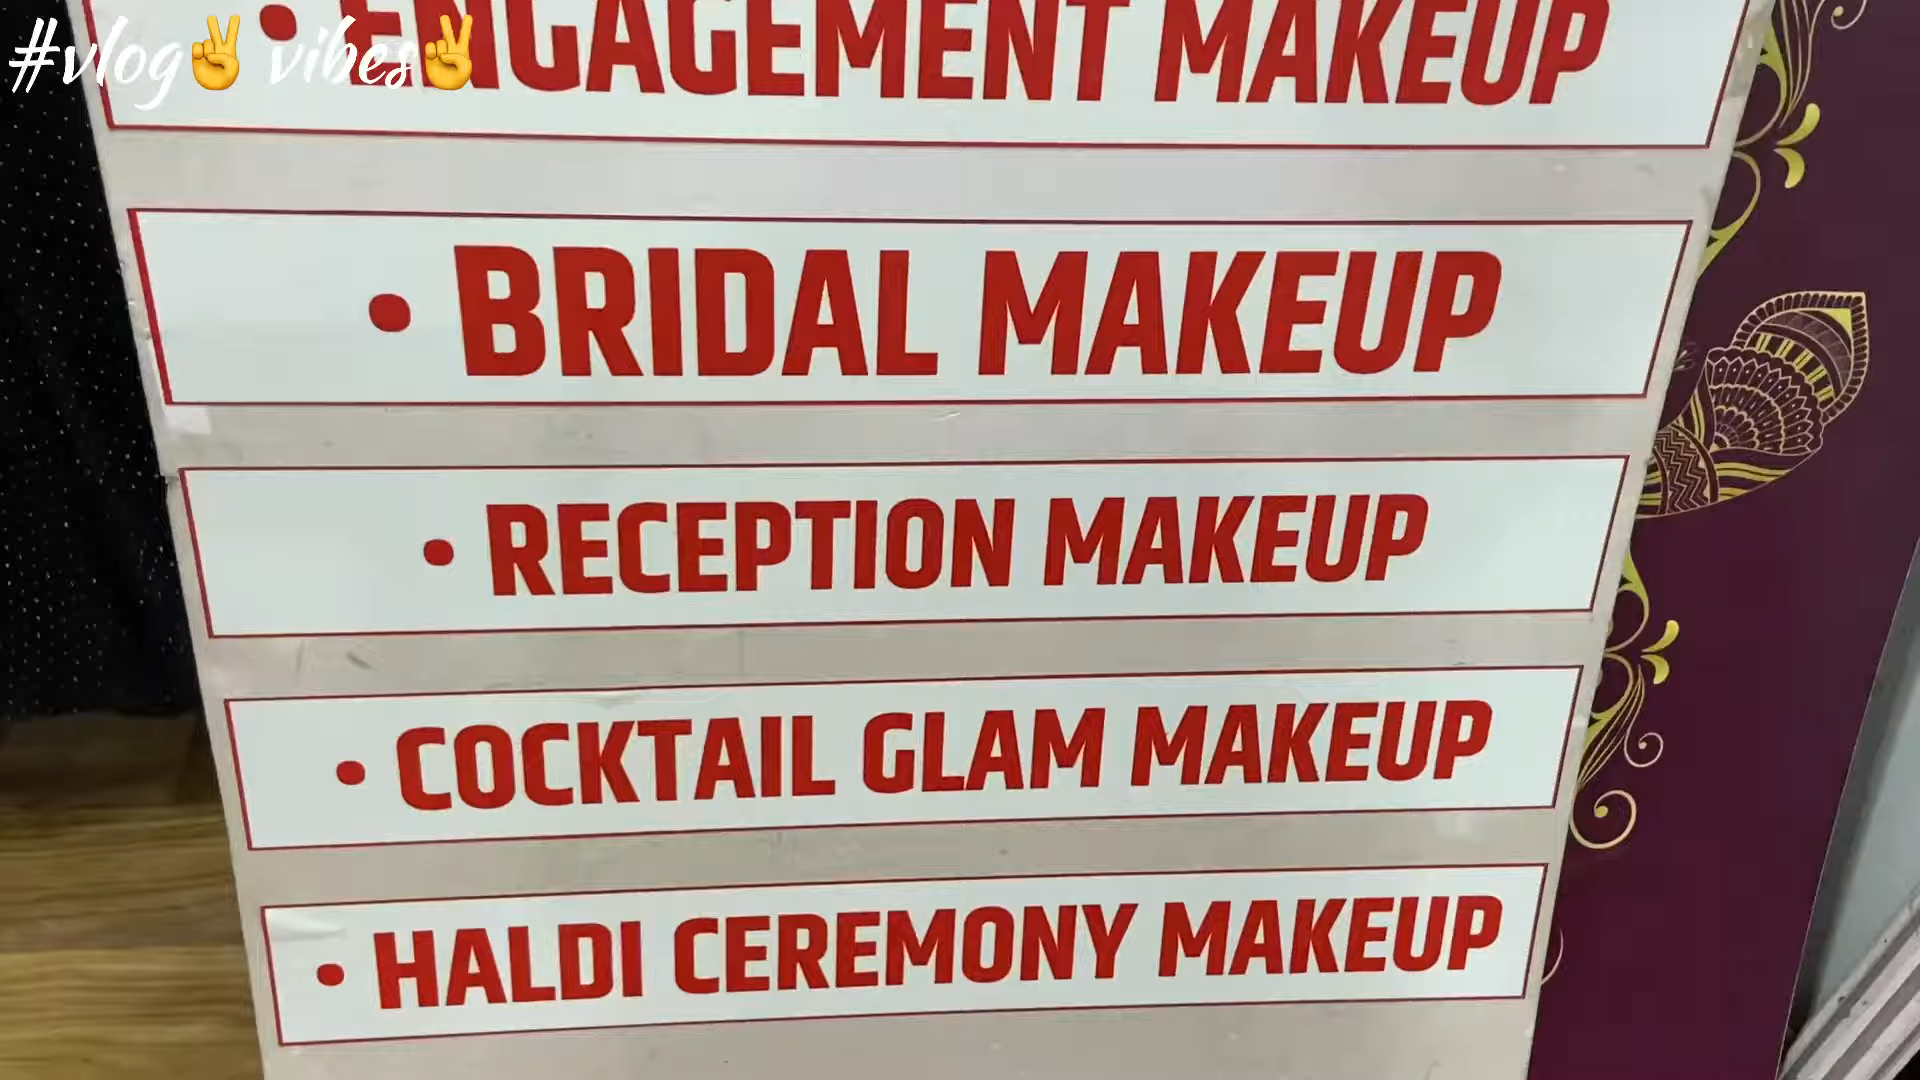 #vlog✌️ vibes✌️
• ENGAGEMENT MAKEUP
• BRIDAL MAKEUP
• RECEPTION MAKEUP
• COCKTAIL GLAM MAKEUP
• HALDI CEREMONY MAKEUP